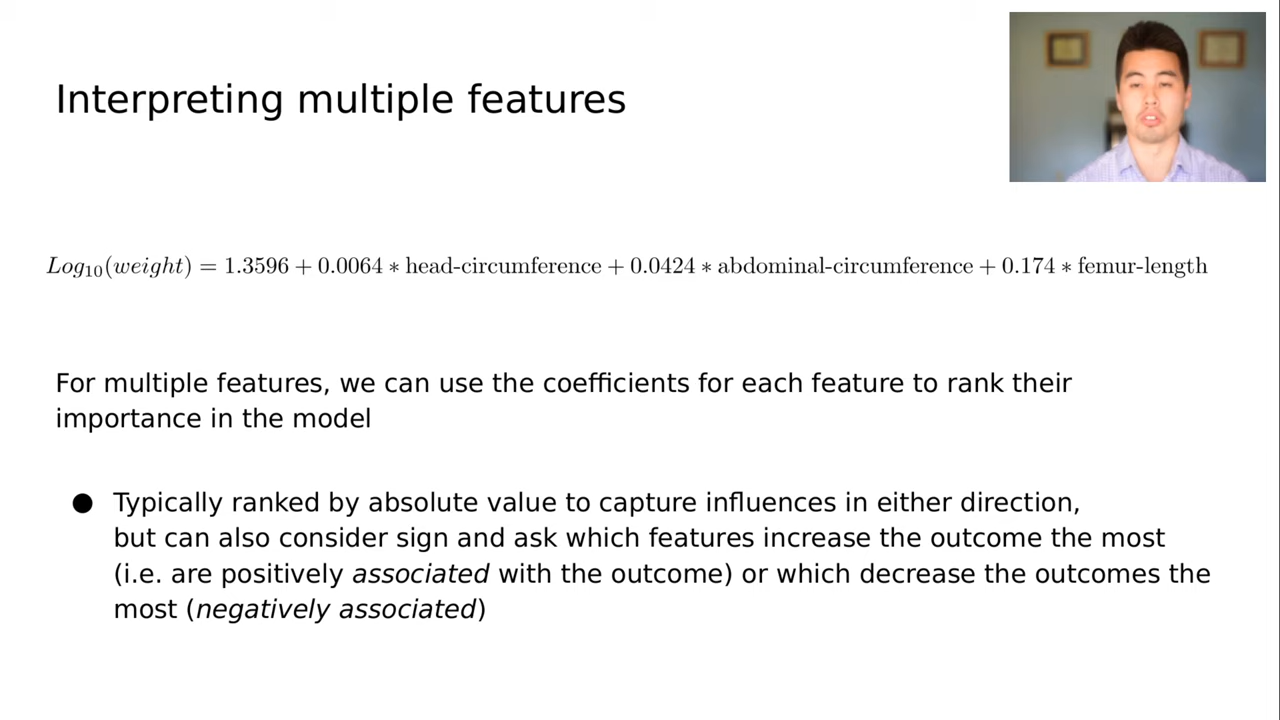 Interpreting multiple features
Log₁₀(weight) = 1.3596 + 0.0064 * head-circumference + 0.0424 * abdominal-circumference + 0.174 * femur-length
For multiple features, we can use the coefficients for each feature to rank their
importance in the model
● Typically ranked by absolute value to capture influences in either direction,
but can also consider sign and ask which features increase the outcome the most
(i.e. are positively associated with the outcome) or which decrease the outcomes the
most (negatively associated)